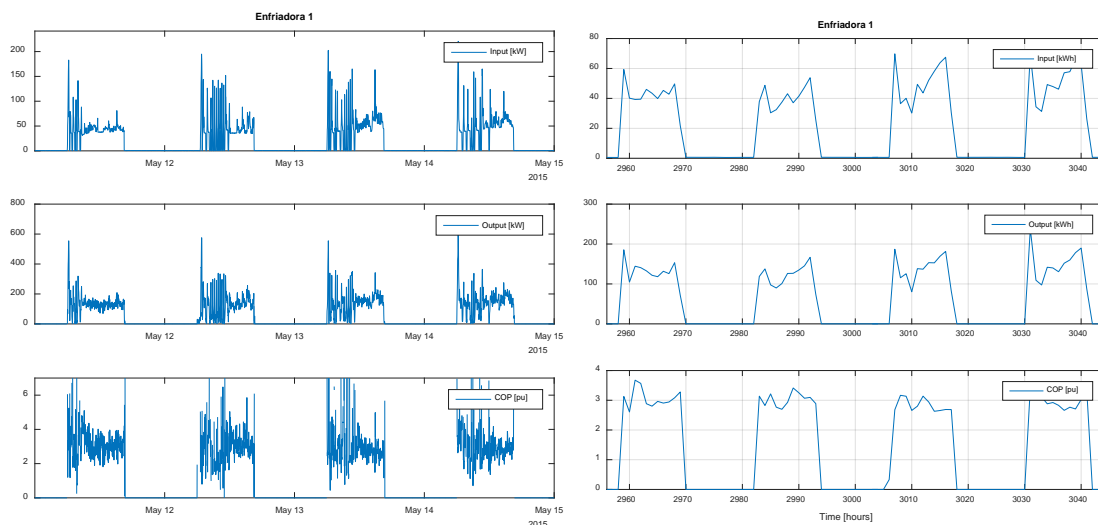 Enfriadora 1
200
150
100
50
0
Input [kW]
May 12
May 13
May 14
May 15
2015
800
600
400
200
0
Output [kW]
May 12
May 13
May 14
May 15
2015
6
4
2
0
COP [pu]
May 12
May 13
May 14
May 15
2015
Enfriadora 1
80
60
40
20
0
Input [kWh]
2960
2970
2980
2990
3000
3010
3020
3030
3040
300
200
100
0
Output [kWh]
2960
2970
2980
2990
3000
3010
3020
3030
3040
4
3
2
1
0
COP [pu]
2960
2970
2980
2990
3000
3010
3020
3030
3040
Time [hours]